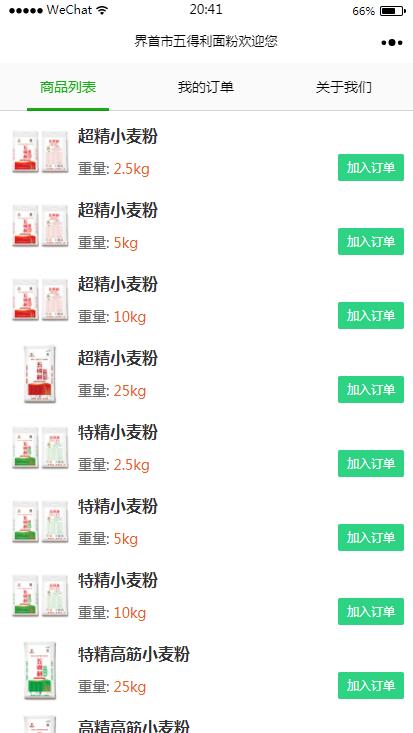 WeChat 20:41 66%
界首市五得利面粉欢迎您
商品列表 我的订单 关于我们
超精小麦粉
重量: 2.5kg 加入订单
超精小麦粉
重量: 5kg 加入订单
超精小麦粉
重量: 10kg 加入订单
超精小麦粉
重量: 25kg 加入订单
特精小麦粉
重量: 2.5kg 加入订单
特精小麦粉
重量: 5kg 加入订单
特精小麦粉
重量: 10kg 加入订单
特精高筋小麦粉
重量: 25kg 加入订单
高精高筋小麦粉